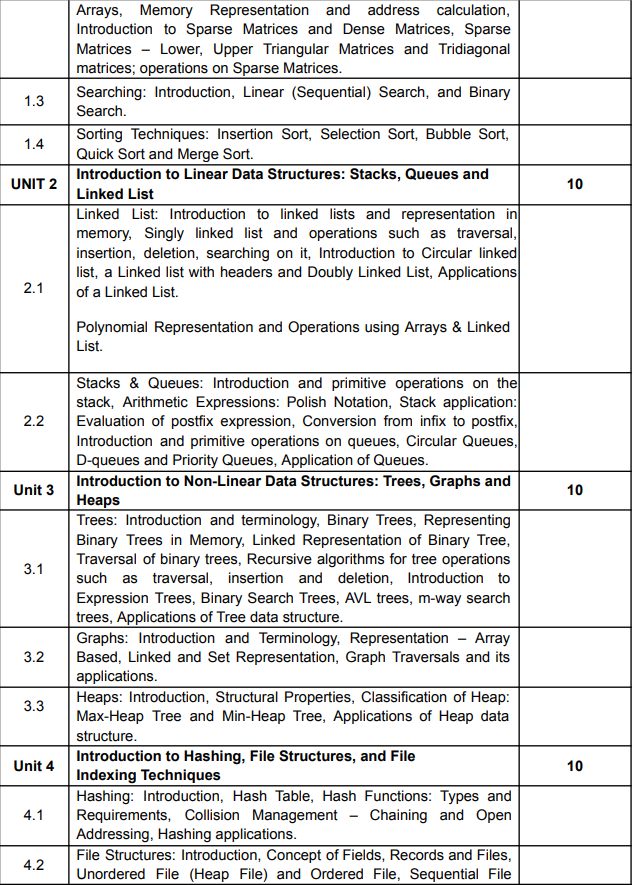 Arrays, Memory Representation and address calculation,
Introduction to Sparse Matrices and Dense Matrices, Sparse
Matrices – Lower, Upper Triangular Matrices and Tridiagonal
matrices; operations on Sparse Matrices.
1.3
Searching: Introduction, Linear (Sequential) Search, and Binary
Search.
1.4
Sorting Techniques: Insertion Sort, Selection Sort, Bubble Sort,
Quick Sort and Merge Sort.
UNIT 2
Introduction to Linear Data Structures: Stacks, Queues and
Linked List
10
2.1
Linked List: Introduction to linked lists and representation in
memory, Singly linked list and operations such as traversal,
insertion, deletion, searching on it, Introduction to Circular linked
list, a Linked list with headers and Doubly Linked List, Applications
of a Linked List.
Polynomial Representation and Operations using Arrays & Linked
List.
2.2
Stacks & Queues: Introduction and primitive operations on the
stack, Arithmetic Expressions: Polish Notation, Stack application:
Evaluation of postfix expression, Conversion from infix to postfix,
Introduction and primitive operations on queues, Circular Queues,
D-queues and Priority Queues, Application of Queues.
Unit 3
Introduction to Non-Linear Data Structures: Trees, Graphs and
Heaps
10
3.1
Trees: Introduction and terminology, Binary Trees, Representing
Binary Trees in Memory, Linked Representation of Binary Tree,
Traversal of binary trees, Recursive algorithms for tree operations
such as traversal, insertion and deletion, Introduction to
Expression Trees, Binary Search Trees, AVL trees, m-way search
trees, Applications of Tree data structure.
3.2
Graphs: Introduction and Terminology, Representation – Array
Based, Linked and Set Representation, Graph Traversals and its
applications.
3.3
Heaps: Introduction, Structural Properties, Classification of Heap:
Max-Heap Tree and Min-Heap Tree, Applications of Heap data
structure.
Unit 4
Introduction to Hashing, File Structures, and File
Indexing Techniques
10
4.1
Hashing: Introduction, Hash Table, Hash Functions: Types and
Requirements, Collision Management – Chaining and Open
Addressing, Hashing applications.
4.2
File Structures: Introduction, Concept of Fields, Records and Files,
Unordered File (Heap File) and Ordered File, Sequential File